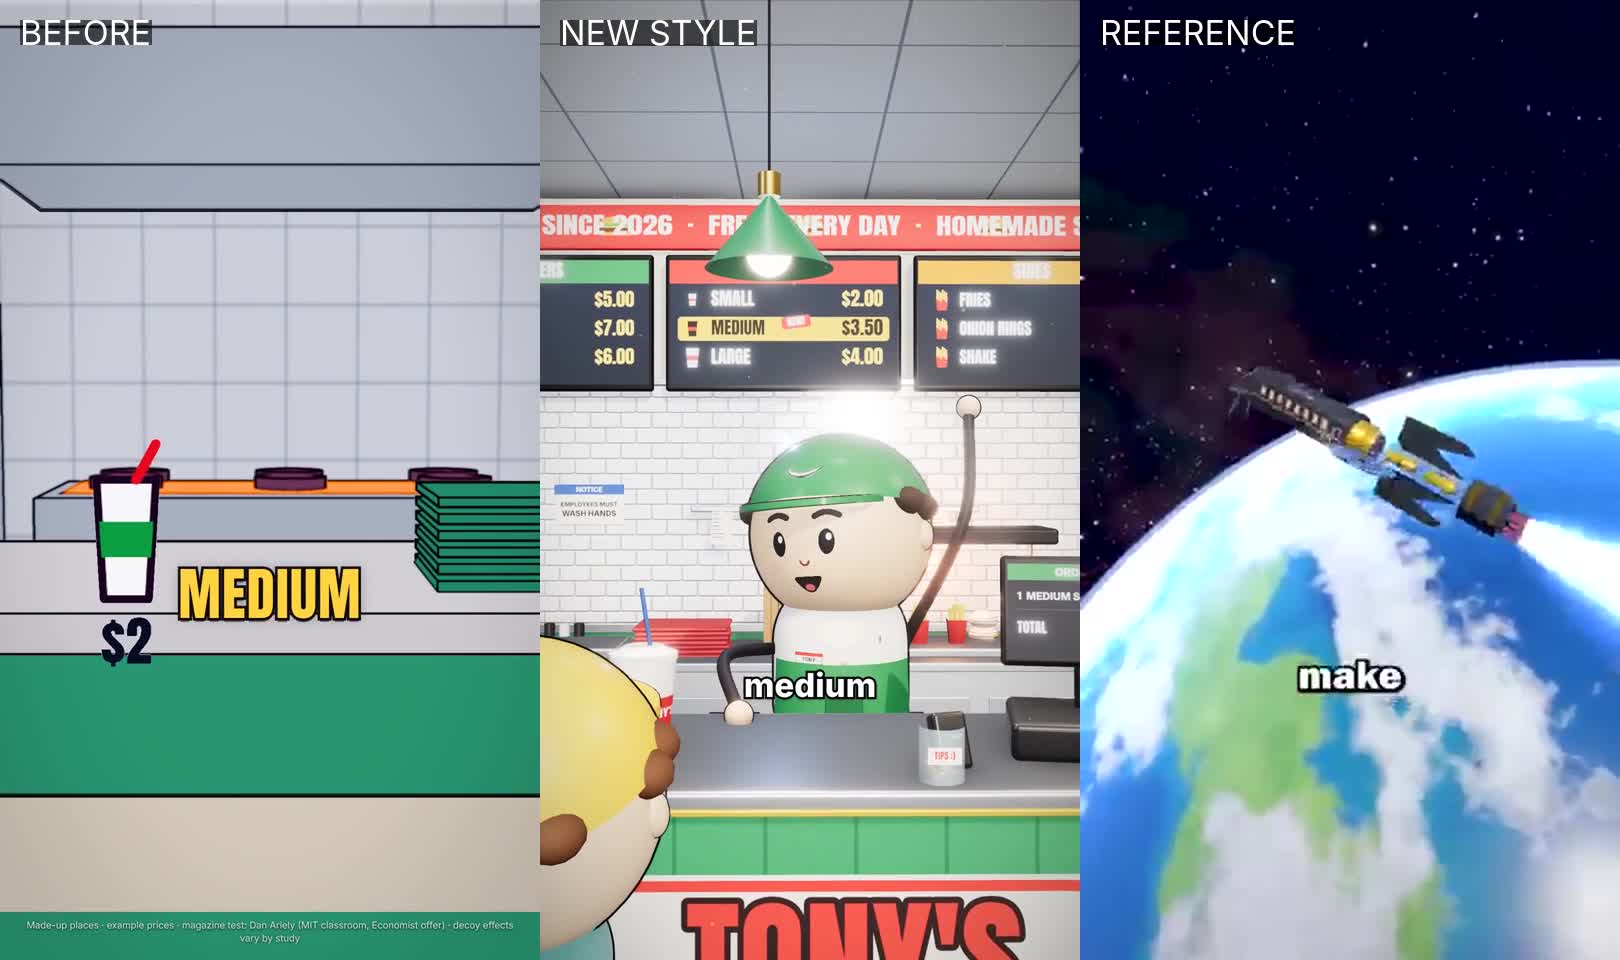 BEFORE
MEDIUM
$2
Made-up places · example prices · magazine test: Dan Ariely (MIT classroom, Economist offer) · decoy effects
vary by study
NEW STYLE
SINCE 2026 · EVERY DAY · HOMEMADE
SMALL $2.00
MEDIUM NEW! $3.50
LARGE $4.00
$5.00
$7.00
$6.00
SIDES
FRIES
ONION RINGS
SHAKE
NOTICE
EMPLOYEES MUST
WASH HANDS
1 MEDIUM
TOTAL
TONY
medium
TIPS :)
TONY'S
REFERENCE
make